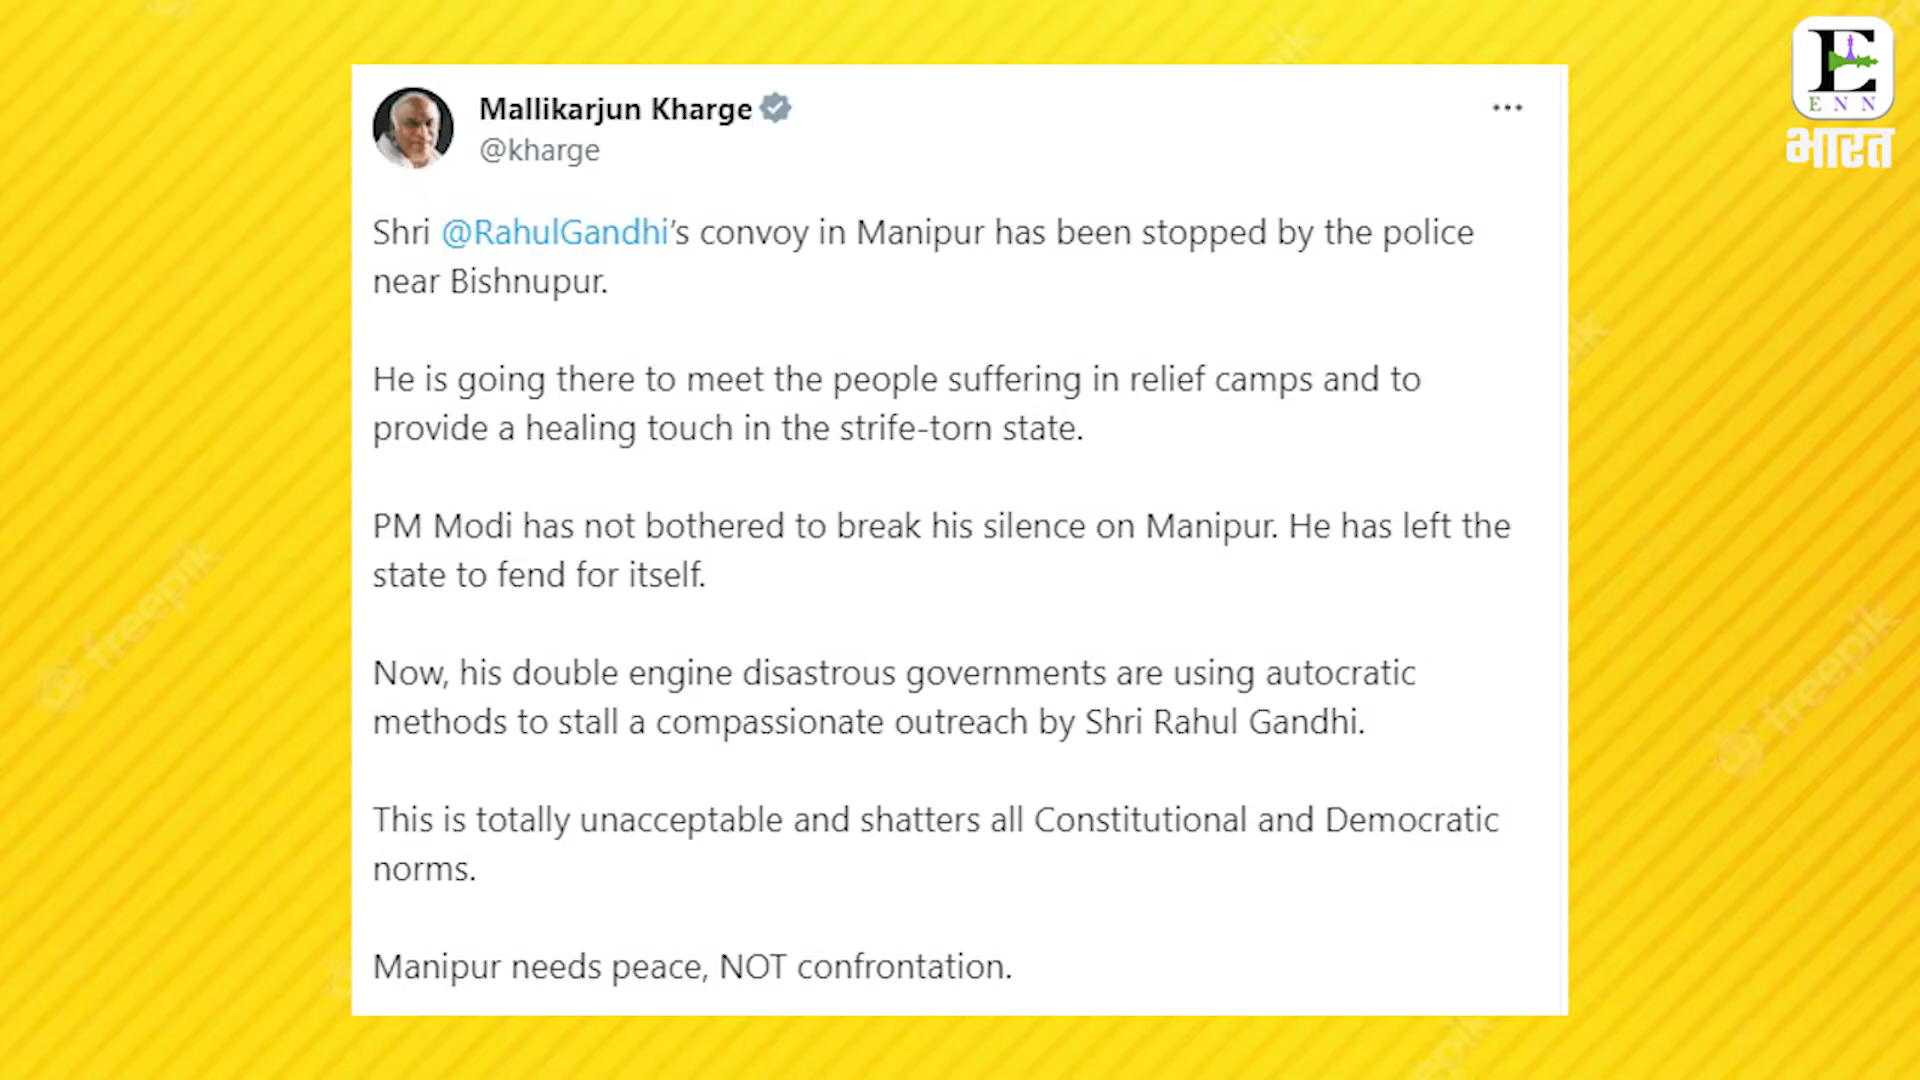 Mallikarjun Kharge
@kharge
Shri @RahulGandhi's convoy in Manipur has been stopped by the police
near Bishnupur.
He is going there to meet the people suffering in relief camps and to
provide a healing touch in the strife-torn state.
PM Modi has not bothered to break his silence on Manipur. He has left the
state to fend for itself.
Now, his double engine disastrous governments are using autocratic
methods to stall a compassionate outreach by Shri Rahul Gandhi.
This is totally unacceptable and shatters all Constitutional and Democratic
norms.
Manipur needs peace, NOT confrontation.
E
ENN
भारत
freepik
freepik